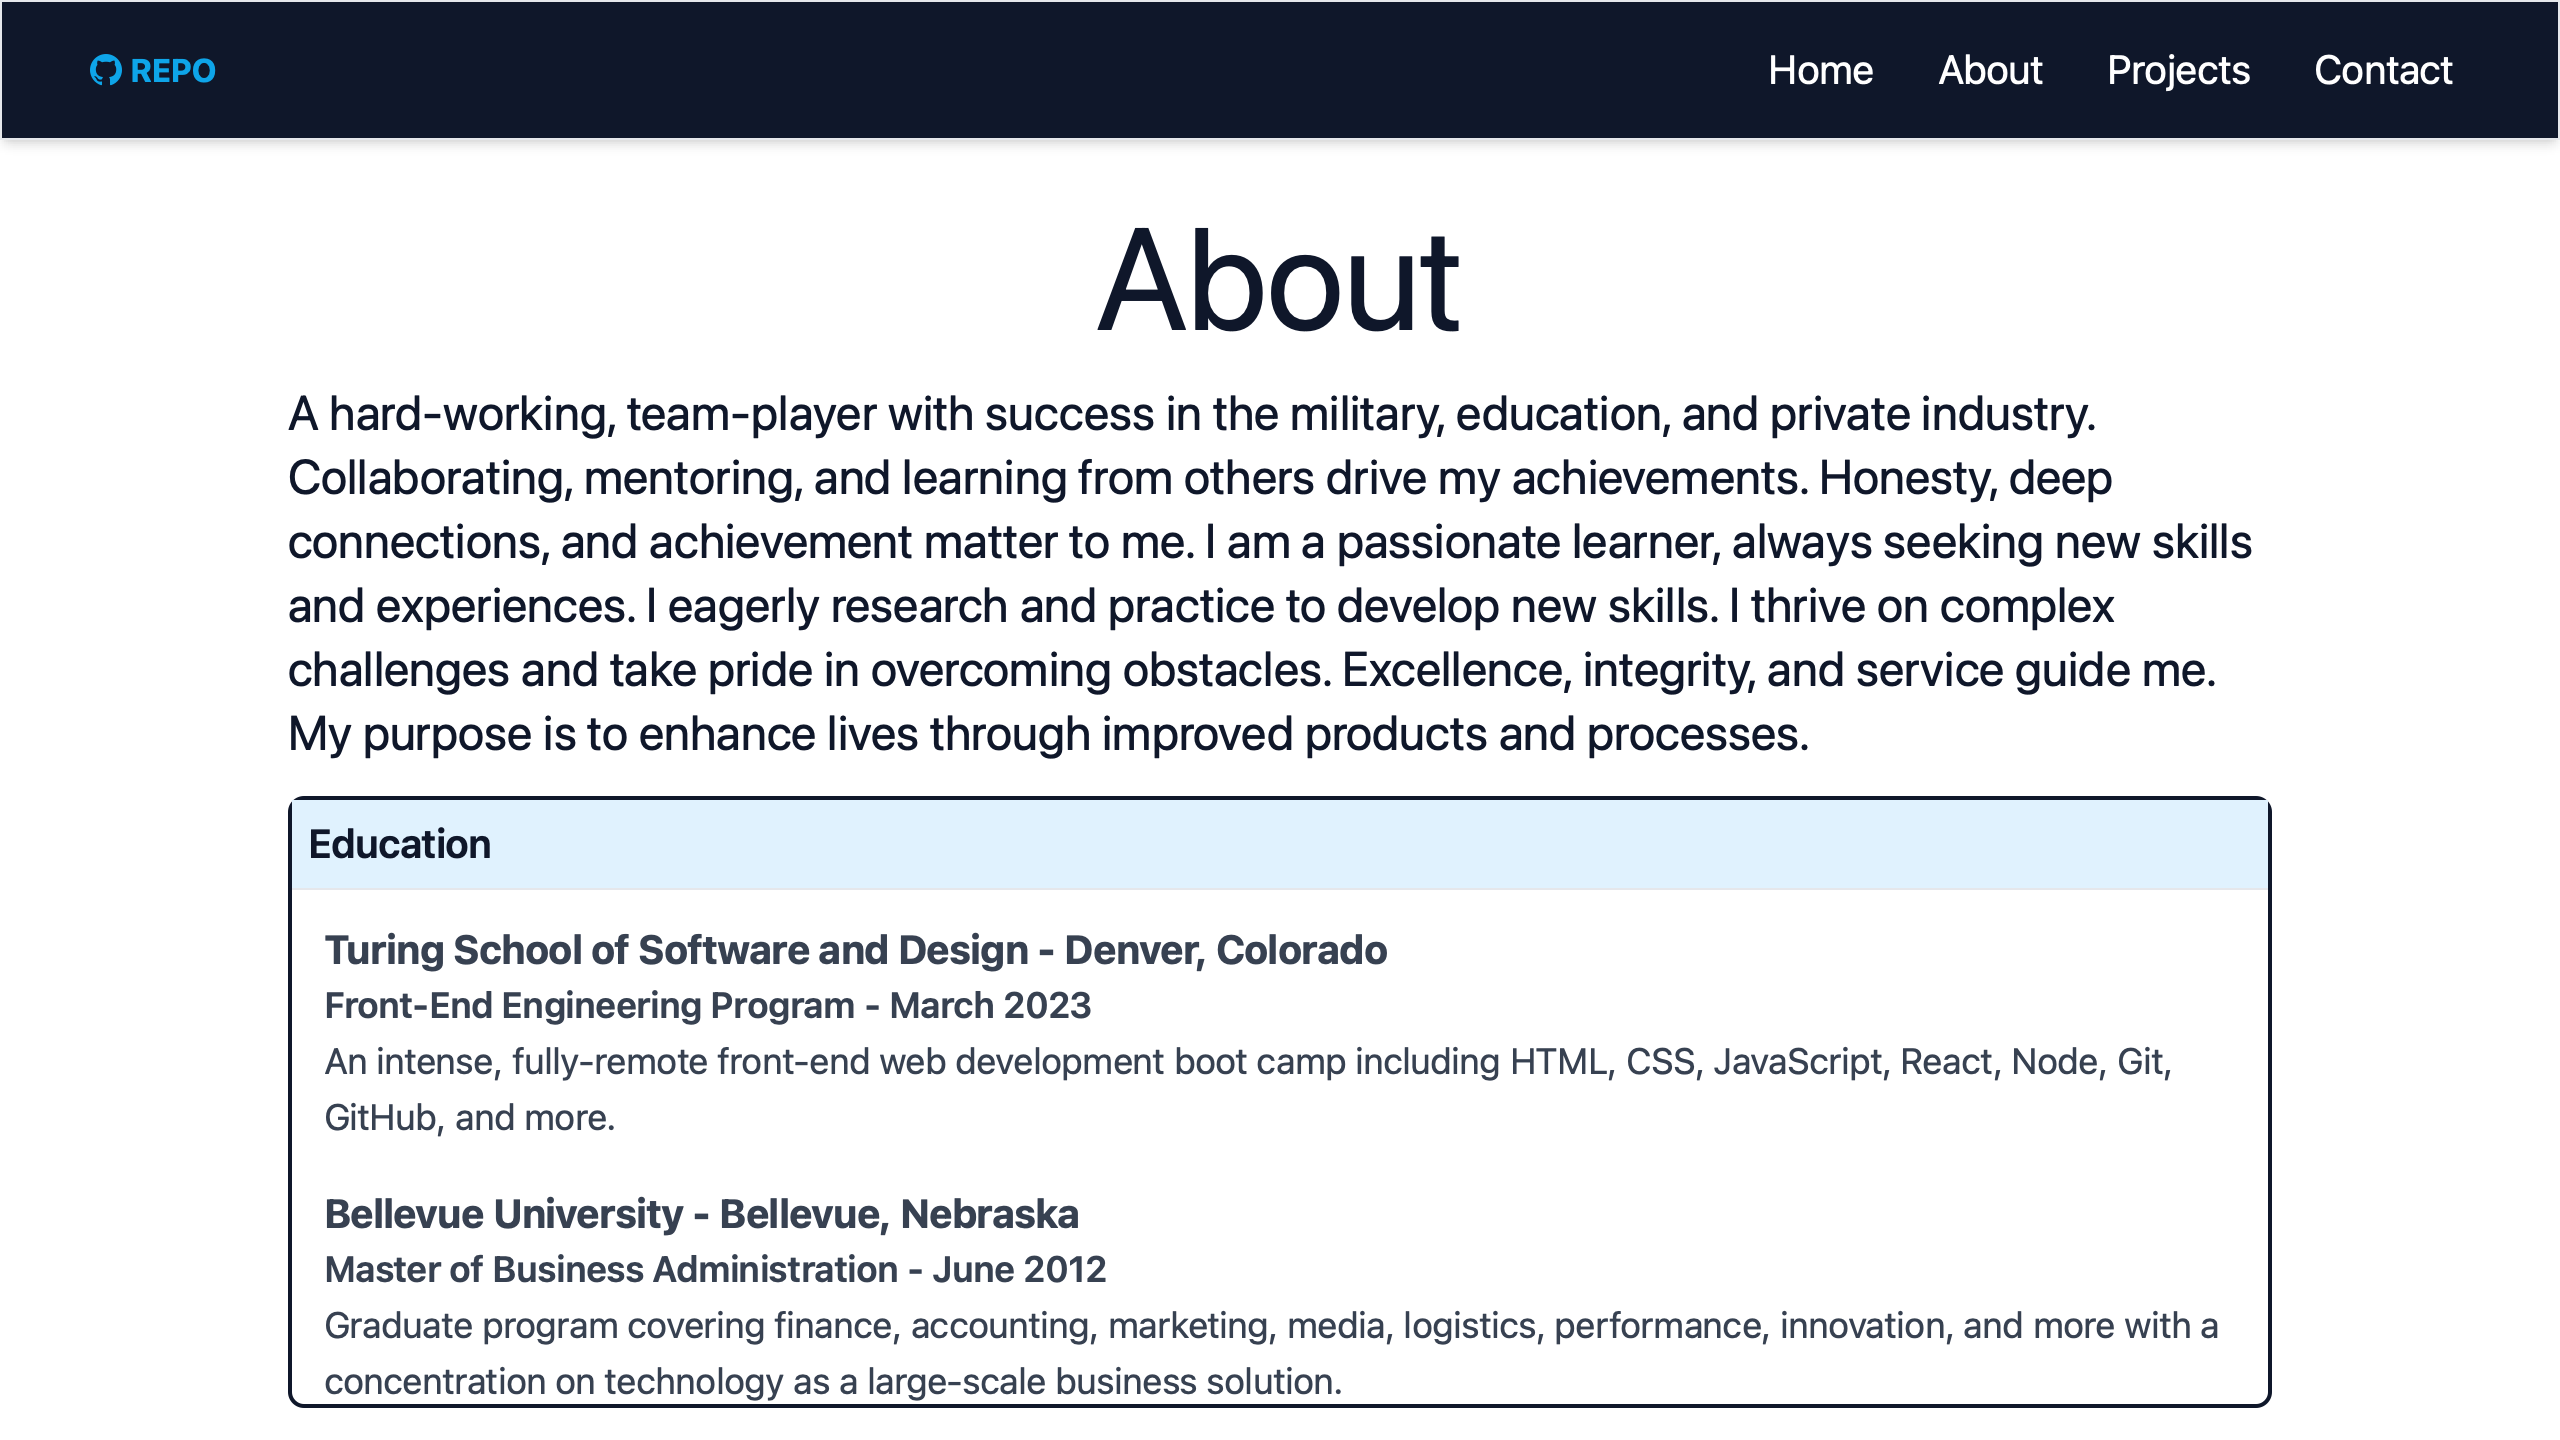 REPO
Home
About
Projects
Contact
About
A hard-working, team-player with success in the military, education, and private industry.
Collaborating, mentoring, and learning from others drive my achievements. Honesty, deep
connections, and achievement matter to me. I am a passionate learner, always seeking new skills
and experiences. I eagerly research and practice to develop new skills. I thrive on complex
challenges and take pride in overcoming obstacles. Excellence, integrity, and service guide me.
My purpose is to enhance lives through improved products and processes.
Education
Turing School of Software and Design - Denver, Colorado
Front-End Engineering Program - March 2023
An intense, fully-remote front-end web development boot camp including HTML, CSS, JavaScript, React, Node, Git,
GitHub, and more.
Bellevue University - Bellevue, Nebraska
Master of Business Administration - June 2012
Graduate program covering finance, accounting, marketing, media, logistics, performance, innovation, and more with a
concentration on technology as a large-scale business solution.